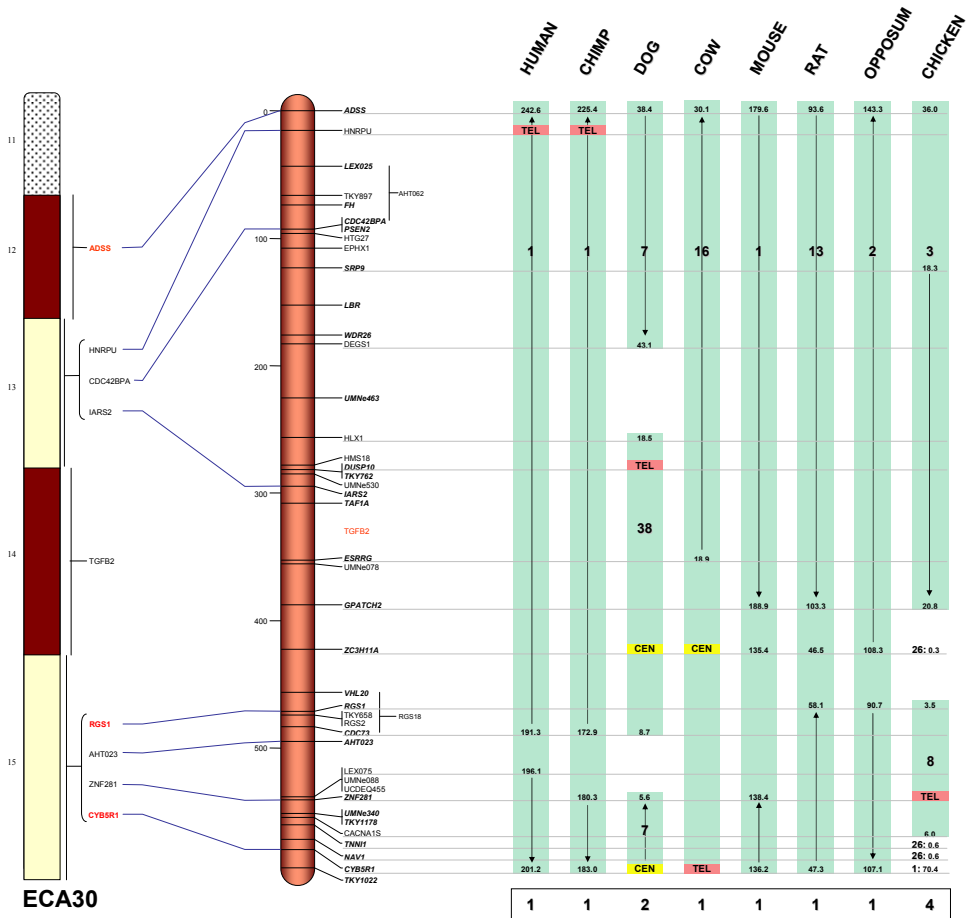 HUMAN CHIMP DOG COW MOUSE RAT OPPOSUM CHICKEN
0 ADSS 242.6 225.4 38.4 30.1 179.6 93.6 143.3 36.0
HNRPU TEL TEL
11
LEX025
AHT062
TKY897
FH
CDC42BPA
PSEN2
100 HTG27
12 ADSS EPHX1 1 1 7 16 1 13 2 3
SRP9 18.3
LBR
WDR26
HNRPU DEGS1 43.1
200
CDC42BPA
13
UMNe463
IARS2
HLX1 18.5
HMS18
DUSP10 TEL
TKY762
UMNe530
300 IARS2
TAF1A
TGFB2 38
14 TGFB2
ESRRG 18.9
UMNe078
GPATCH2 188.9 103.3 20.8
400
ZC3H11A CEN CEN 135.4 46.5 108.3 26: 0.3
VHL20
RGS1 58.1 90.7 3.5
RGS1 TKY658 RGS18
RGS2
CDC73 191.3 172.9 8.7
AHT023
500
AHT023
15 8
LEX075 196.1
UMNe088
ZNF281 UCDEQ455
ZNF281 180.3 5.6 138.4 TEL
UMNe340
CYB5R1 TKY1178
CACNA1S 7 6.0
TNNI1 26: 0.6
NAV1 26: 0.6
CYB5R1 201.2 183.0 CEN TEL 136.2 47.3 107.1 1: 70.4
TKY1022
ECA30 1 1 2 1 1 1 1 4